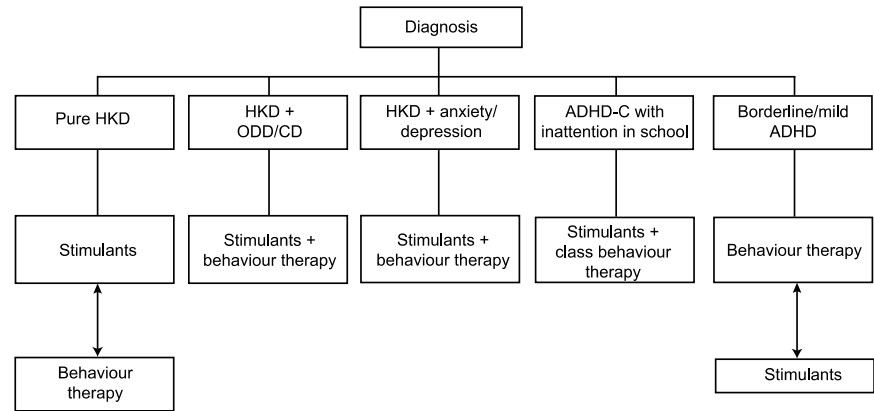 Diagnosis
Pure HKD
HKD +
ODD/CD
HKD + anxiety/
depression
ADHD-C with
inattention in school
Borderline/mild
ADHD
Stimulants
Stimulants +
behaviour therapy
Stimulants +
behaviour therapy
Stimulants +
class behaviour
therapy
Behaviour therapy
Behaviour
therapy
Stimulants